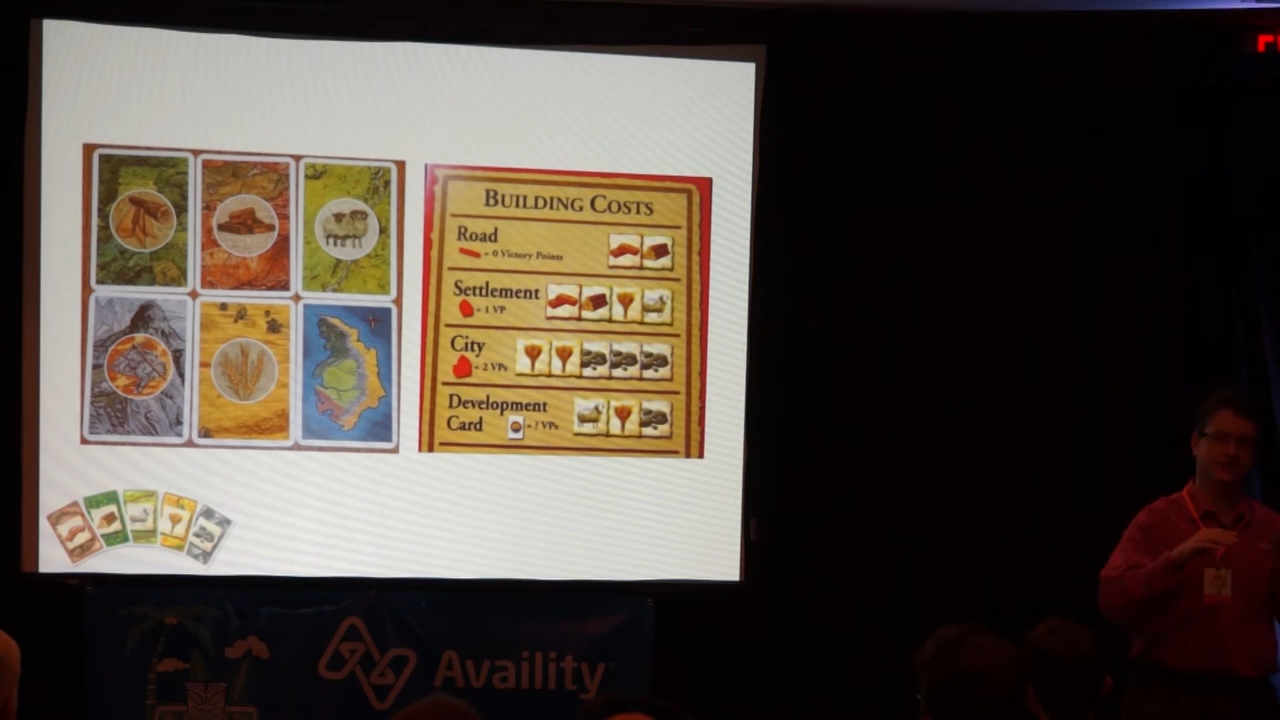 BUILDING COSTS
Road
= 0 Victory Points
Settlement
= 1 VP
City
= 2 VPs
Development
Card = ? VPs
Availity